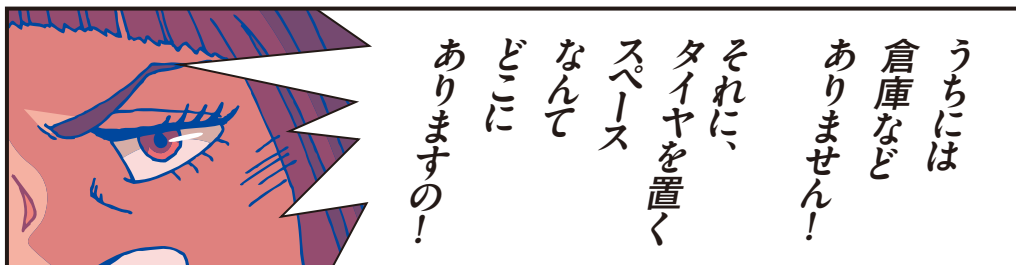 うちには
倉庫など
ありません！
それに、
タイヤを置く
スペース
なんて
どこに
ありますの！